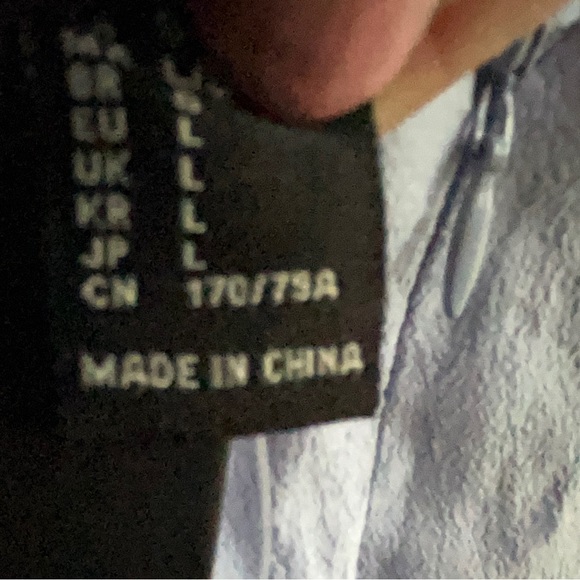 BR
EU L
UK L
KR L
JP L
CN 170/79A
MADE IN CHINA